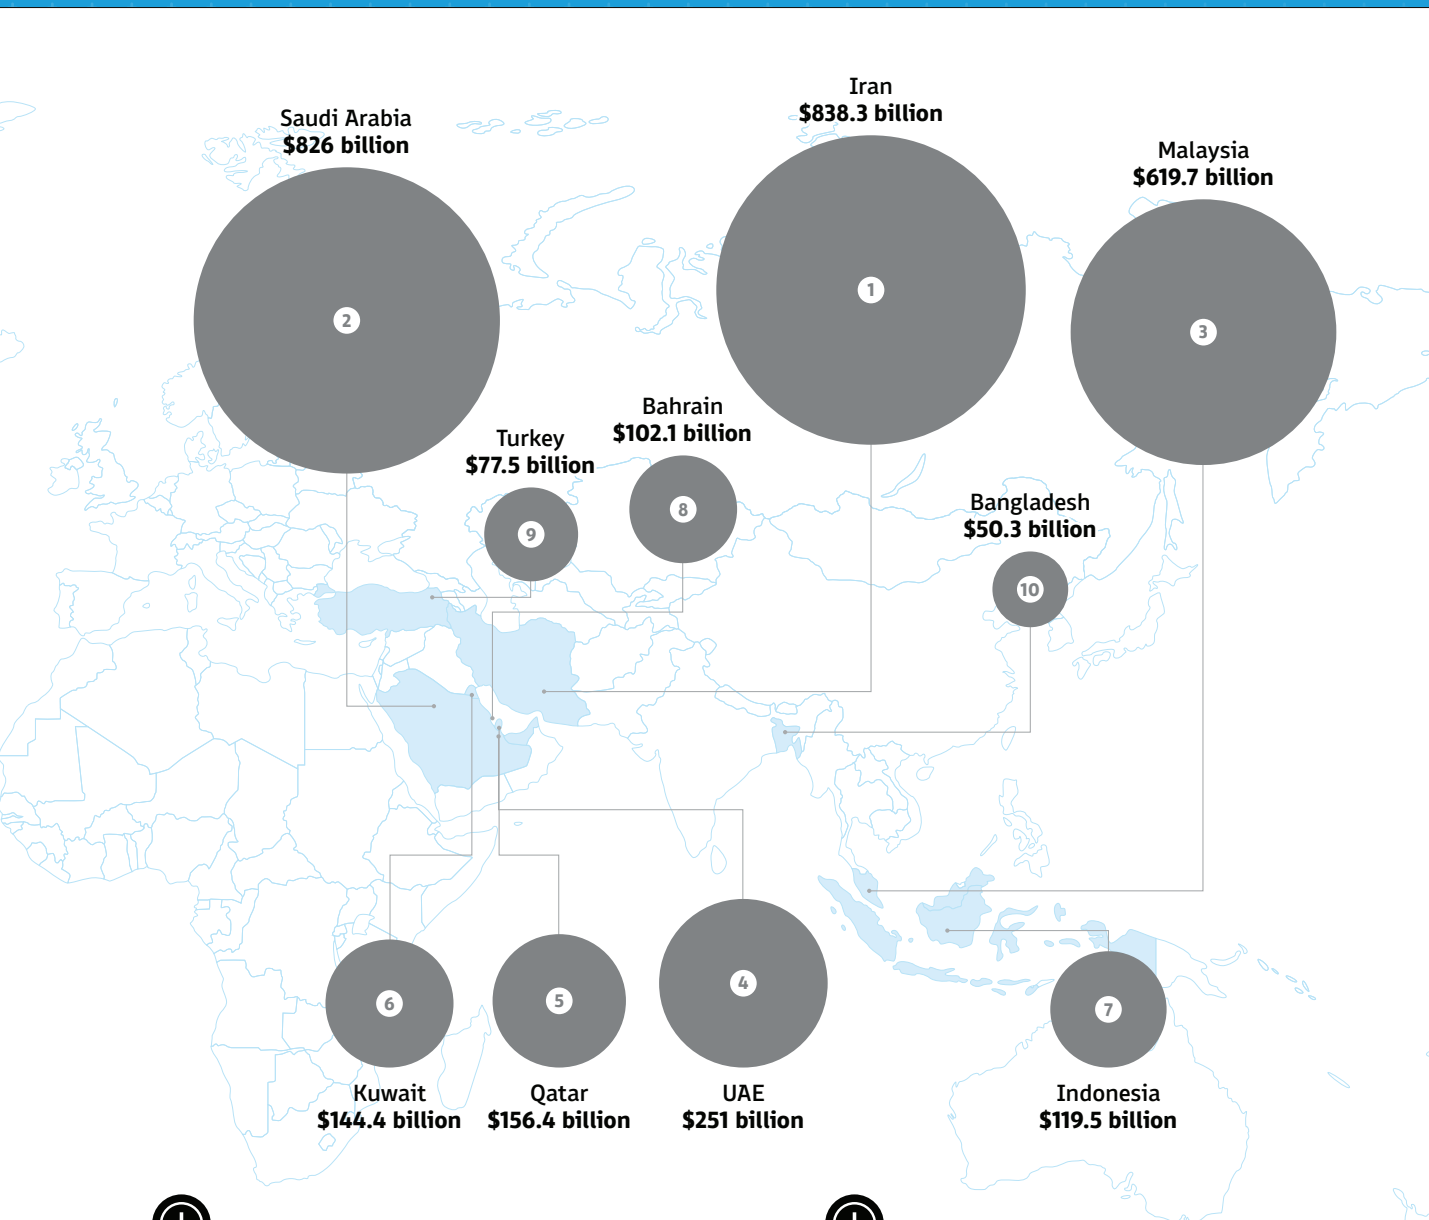 Iran
$838.3 billion
1
Saudi Arabia
$826 billion
2
Malaysia
$619.7 billion
3
Bahrain
$102.1 billion
8
Turkey
$77.5 billion
9
Bangladesh
$50.3 billion
10
6
Kuwait
$144.4 billion
5
Qatar
$156.4 billion
4
UAE
$251 billion
7
Indonesia
$119.5 billion